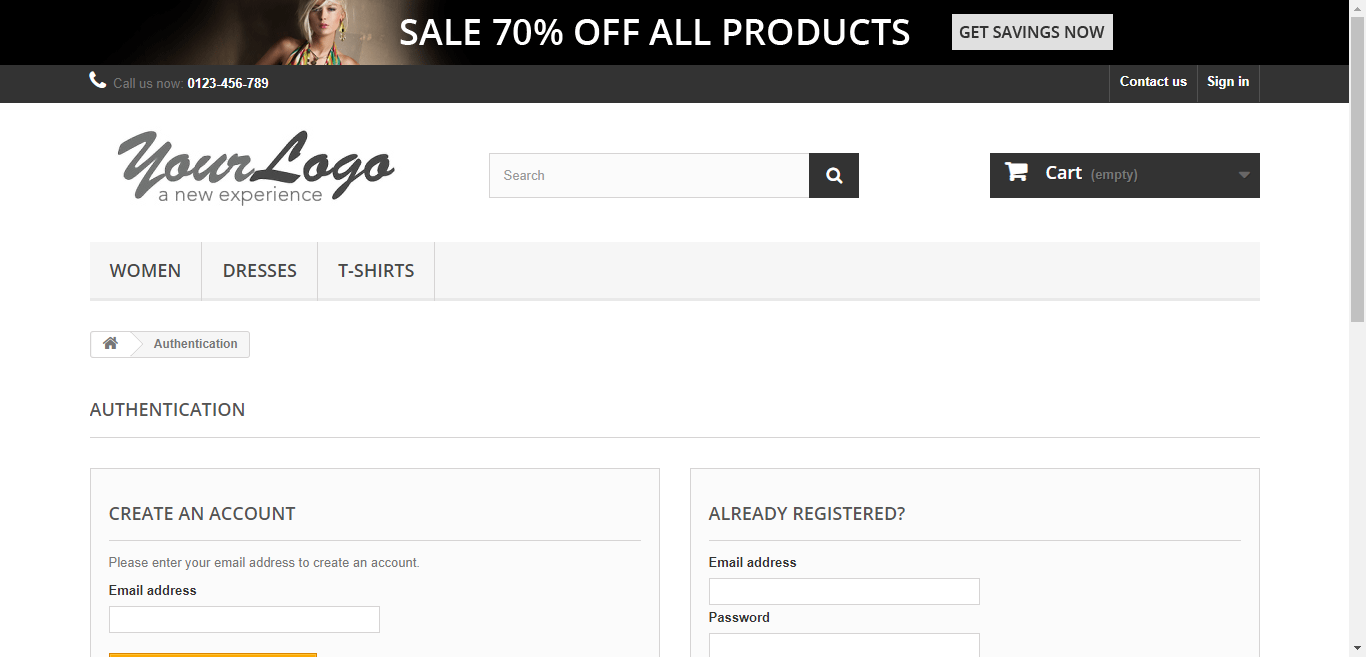 SALE 70% OFF ALL PRODUCTS
GET SAVINGS NOW
Call us now: 0123-456-789
Contact us
Sign in
Your Logo
a new experience
Search
Cart (empty)
WOMEN
DRESSES
T-SHIRTS
Authentication
AUTHENTICATION
CREATE AN ACCOUNT
Please enter your email address to create an account.
Email address
ALREADY REGISTERED?
Email address
Password